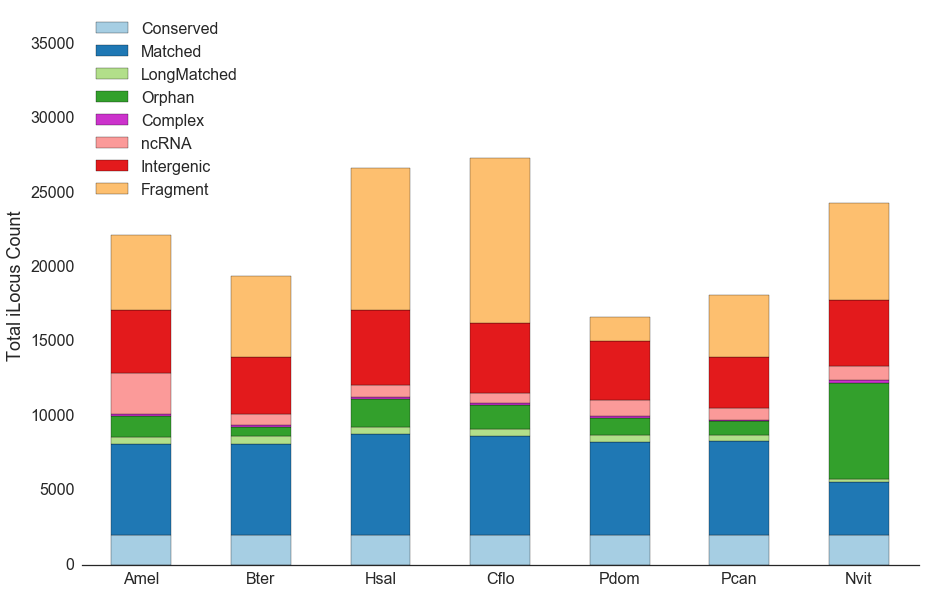 Conserved
Matched
LongMatched
Orphan
Complex
ncRNA
Intergenic
Fragment
Total iLocus Count
35000
30000
25000
20000
15000
10000
5000
0
Amel Bter Hsal Cflo Pdom Pcan Nvit